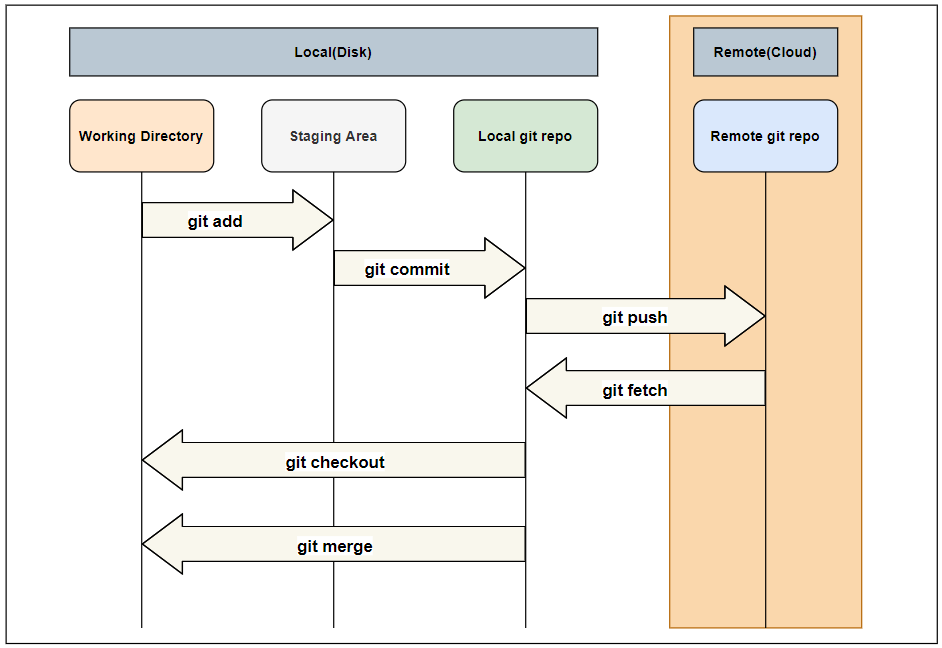 Local(Disk)
Remote(Cloud)
Working Directory
Staging Area
Local git repo
Remote git repo
git add
git commit
git push
git fetch
git checkout
git merge